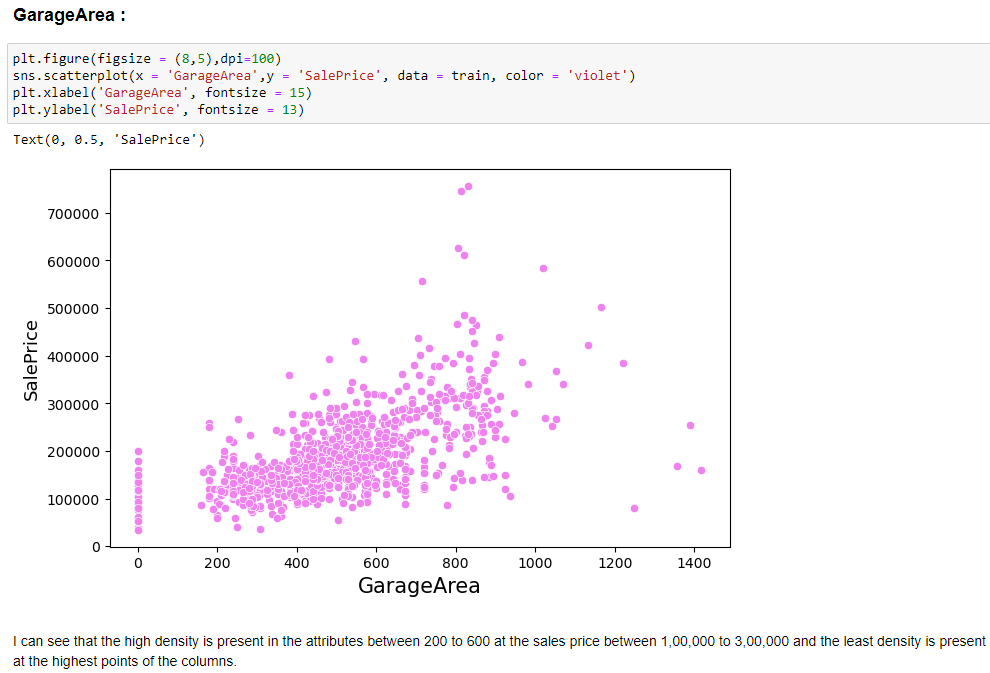 GarageArea :
plt.figure(figsize = (8,5),dpi=100)
sns.scatterplot(x = 'GarageArea',y = 'SalePrice', data = train, color = 'violet')
plt.xlabel('GarageArea', fontsize = 15)
plt.ylabel('SalePrice', fontsize = 13)
Text(0, 0.5, 'SalePrice')
700000
600000
500000
400000
300000
200000
100000
0
SalePrice
0 200 400 600 800 1000 1200 1400
GarageArea
I can see that the high density is present in the attributes between 200 to 600 at the sales price between 1,00,000 to 3,00,000 and the least density is present
at the highest points of the columns.